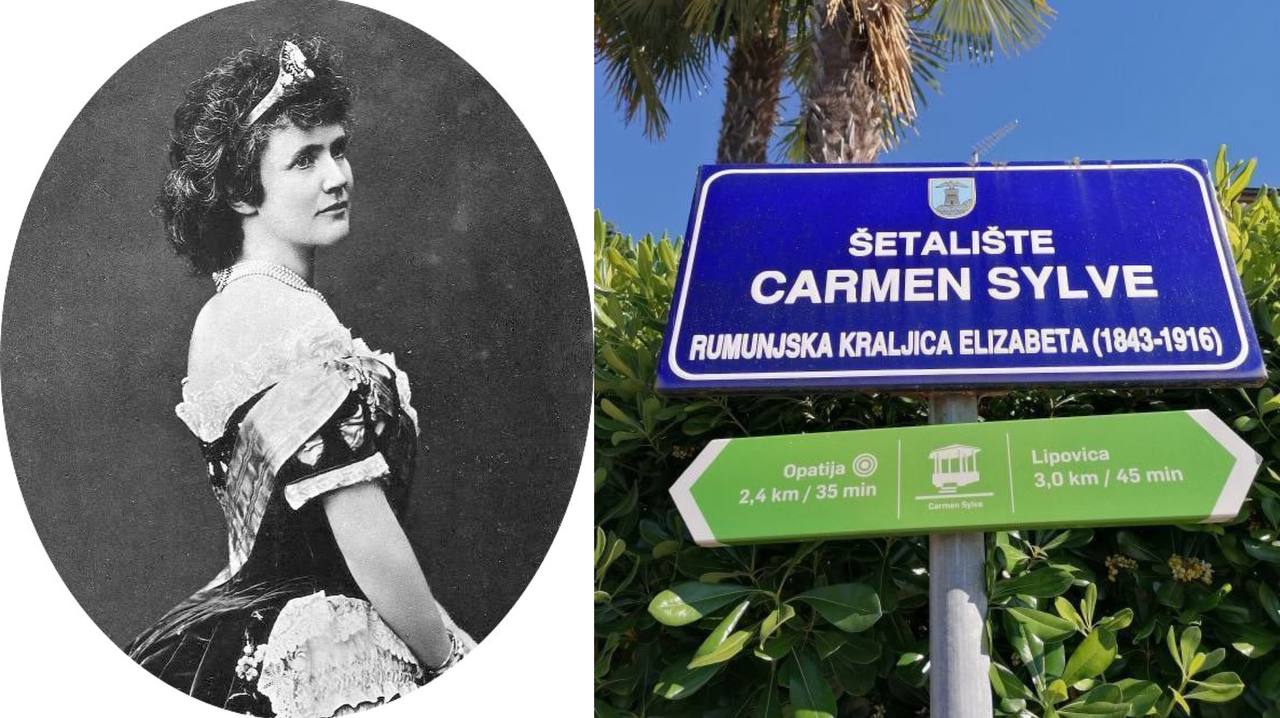 ŠETALIŠTE
CARMEN SYLVE
RUMUNJSKA KRALJICA ELIZABETA (1843-1916)
Opatija
2,4 km / 35 min
Carmen Sylve
Lipovica
3,0 km / 45 min